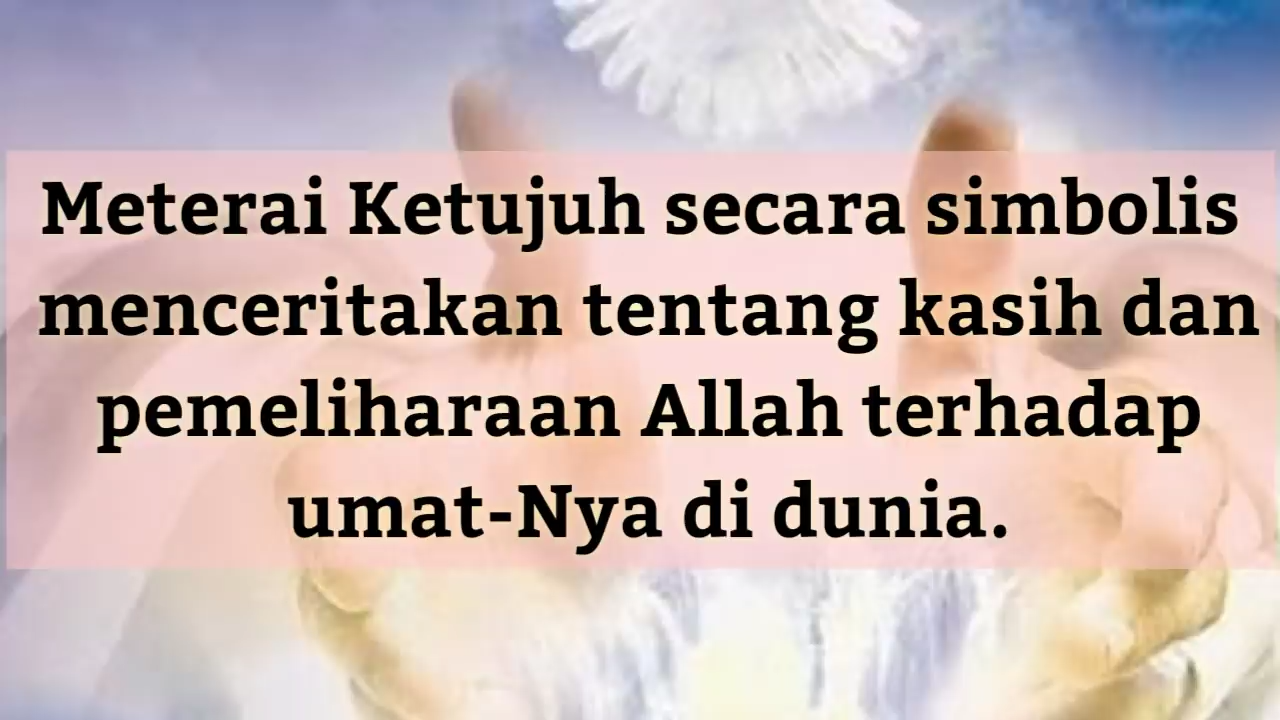 Meterai Ketujuh secara simbolis
menceritakan tentang kasih dan
pemeliharaan Allah terhadap
umat-Nya di dunia.